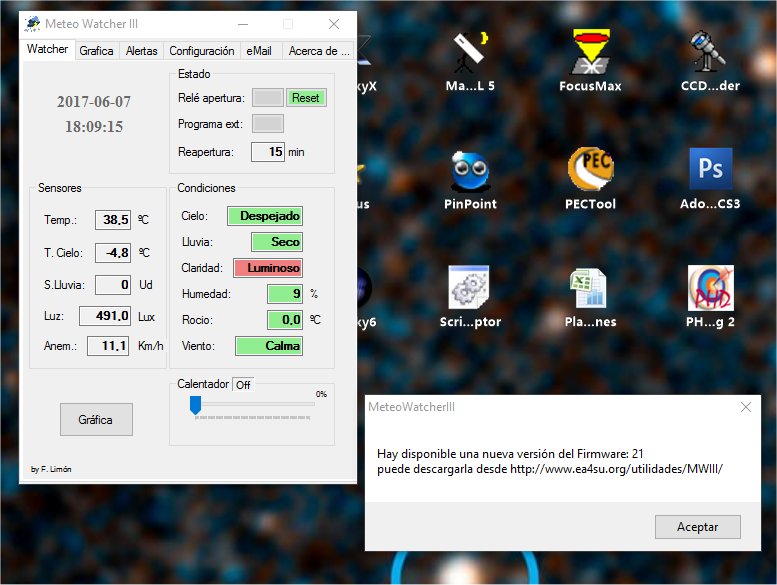 Meteo Watcher III
Watcher Grafica Alertas Configuración eMail Acerca de ...
2017-06-07
18:09:15
Estado
Relé apertura: Reset
Programa ext:
Reapertura: 15 min
Sensores
Temp.: 38,5 ºC
T. Cielo: -4,8 ºC
S.Lluvia: 0 Ud
Luz: 491,0 Lux
Anem.: 11,1 Km/h
Condiciones
Cielo: Despejado
Lluvia: Seco
Claridad: Luminoso
Humedad: 9 %
Rocio: 0,0 ºC
Viento: Calma
Calentador Off
0%
Gráfica
by F. Limón
xyX
Ma...L 5
FocusMax
CCD...der
us
PinPoint
PECTool
Ps
Ado...CS3
xy6
Scri...ptor
Pla...nes
PH...g 2
PEC
PHD
MeteoWatcherIII
Hay disponible una nueva versión del Firmware: 21
puede descargarla desde http://www.ea4su.org/utilidades/MWIII/
Aceptar